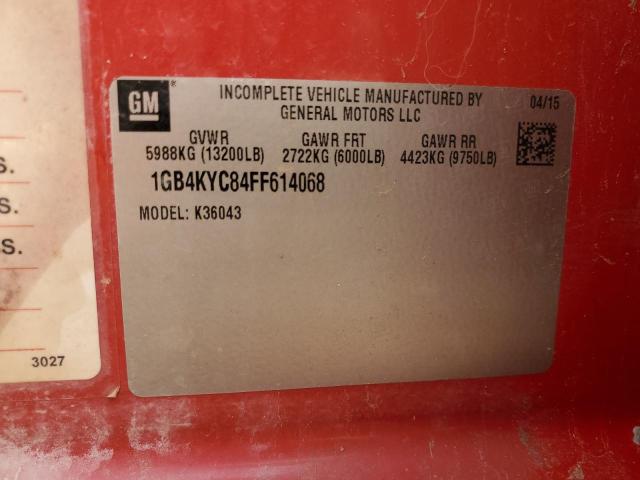 GM
INCOMPLETE VEHICLE MANUFACTURED BY
GENERAL MOTORS LLC
04/15
GVWR GAWR FRT GAWR RR
5988KG (13200LB) 2722KG (6000LB) 4423KG (9750LB)
1GB4KYC84FF614068
MODEL: K36043
S.
S.
S.
3027